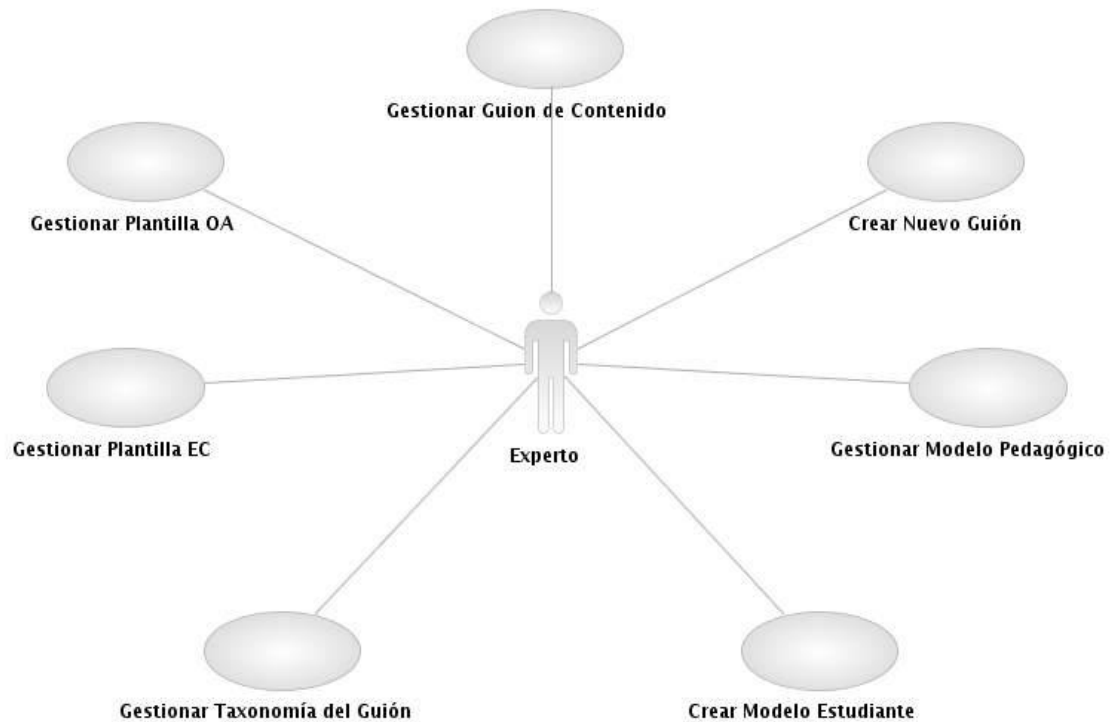 Gestionar Guion de Contenido
Gestionar Plantilla OA
Crear Nuevo Guión
Gestionar Plantilla EC
Experto
Gestionar Modelo Pedagógico
Gestionar Taxonomía del Guión
Crear Modelo Estudiante